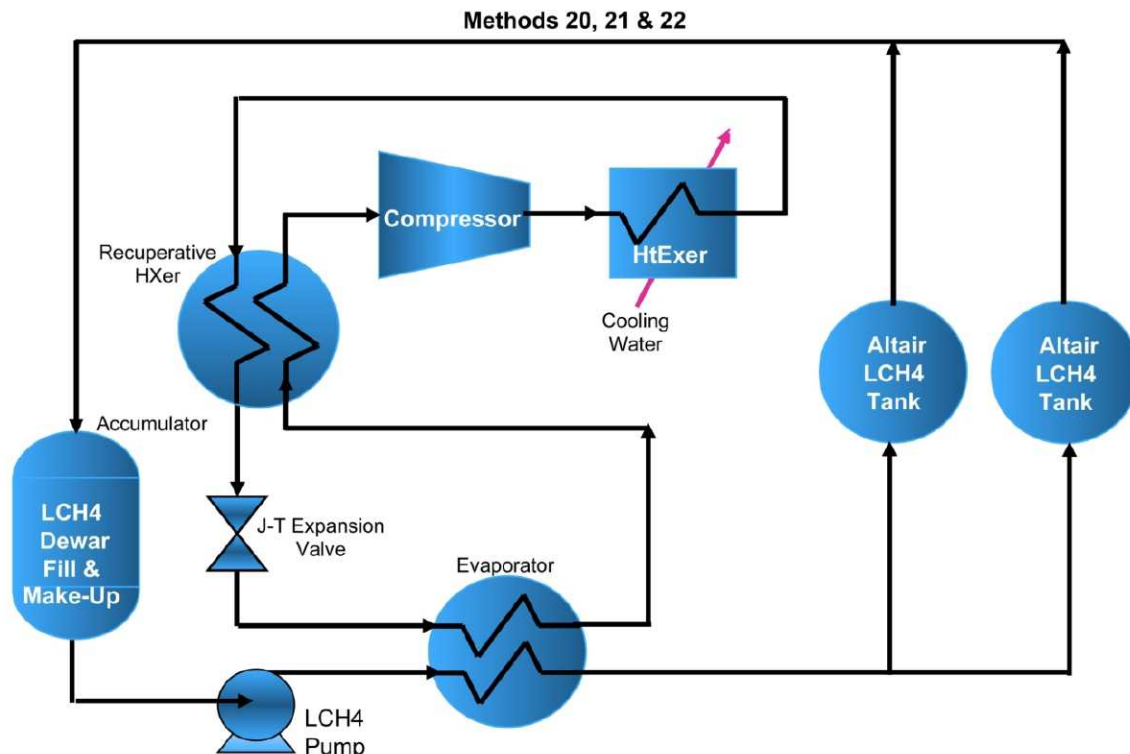 Methods 20, 21 & 22
Compressor
HtExer
Recuperative
HXer
Cooling
Water
Altair
LCH4
Tank
Altair
LCH4
Tank
Accumulator
LCH4
Dewar
Fill &
Make-Up
J-T Expansion
Valve
Evaporator
LCH4
Pump